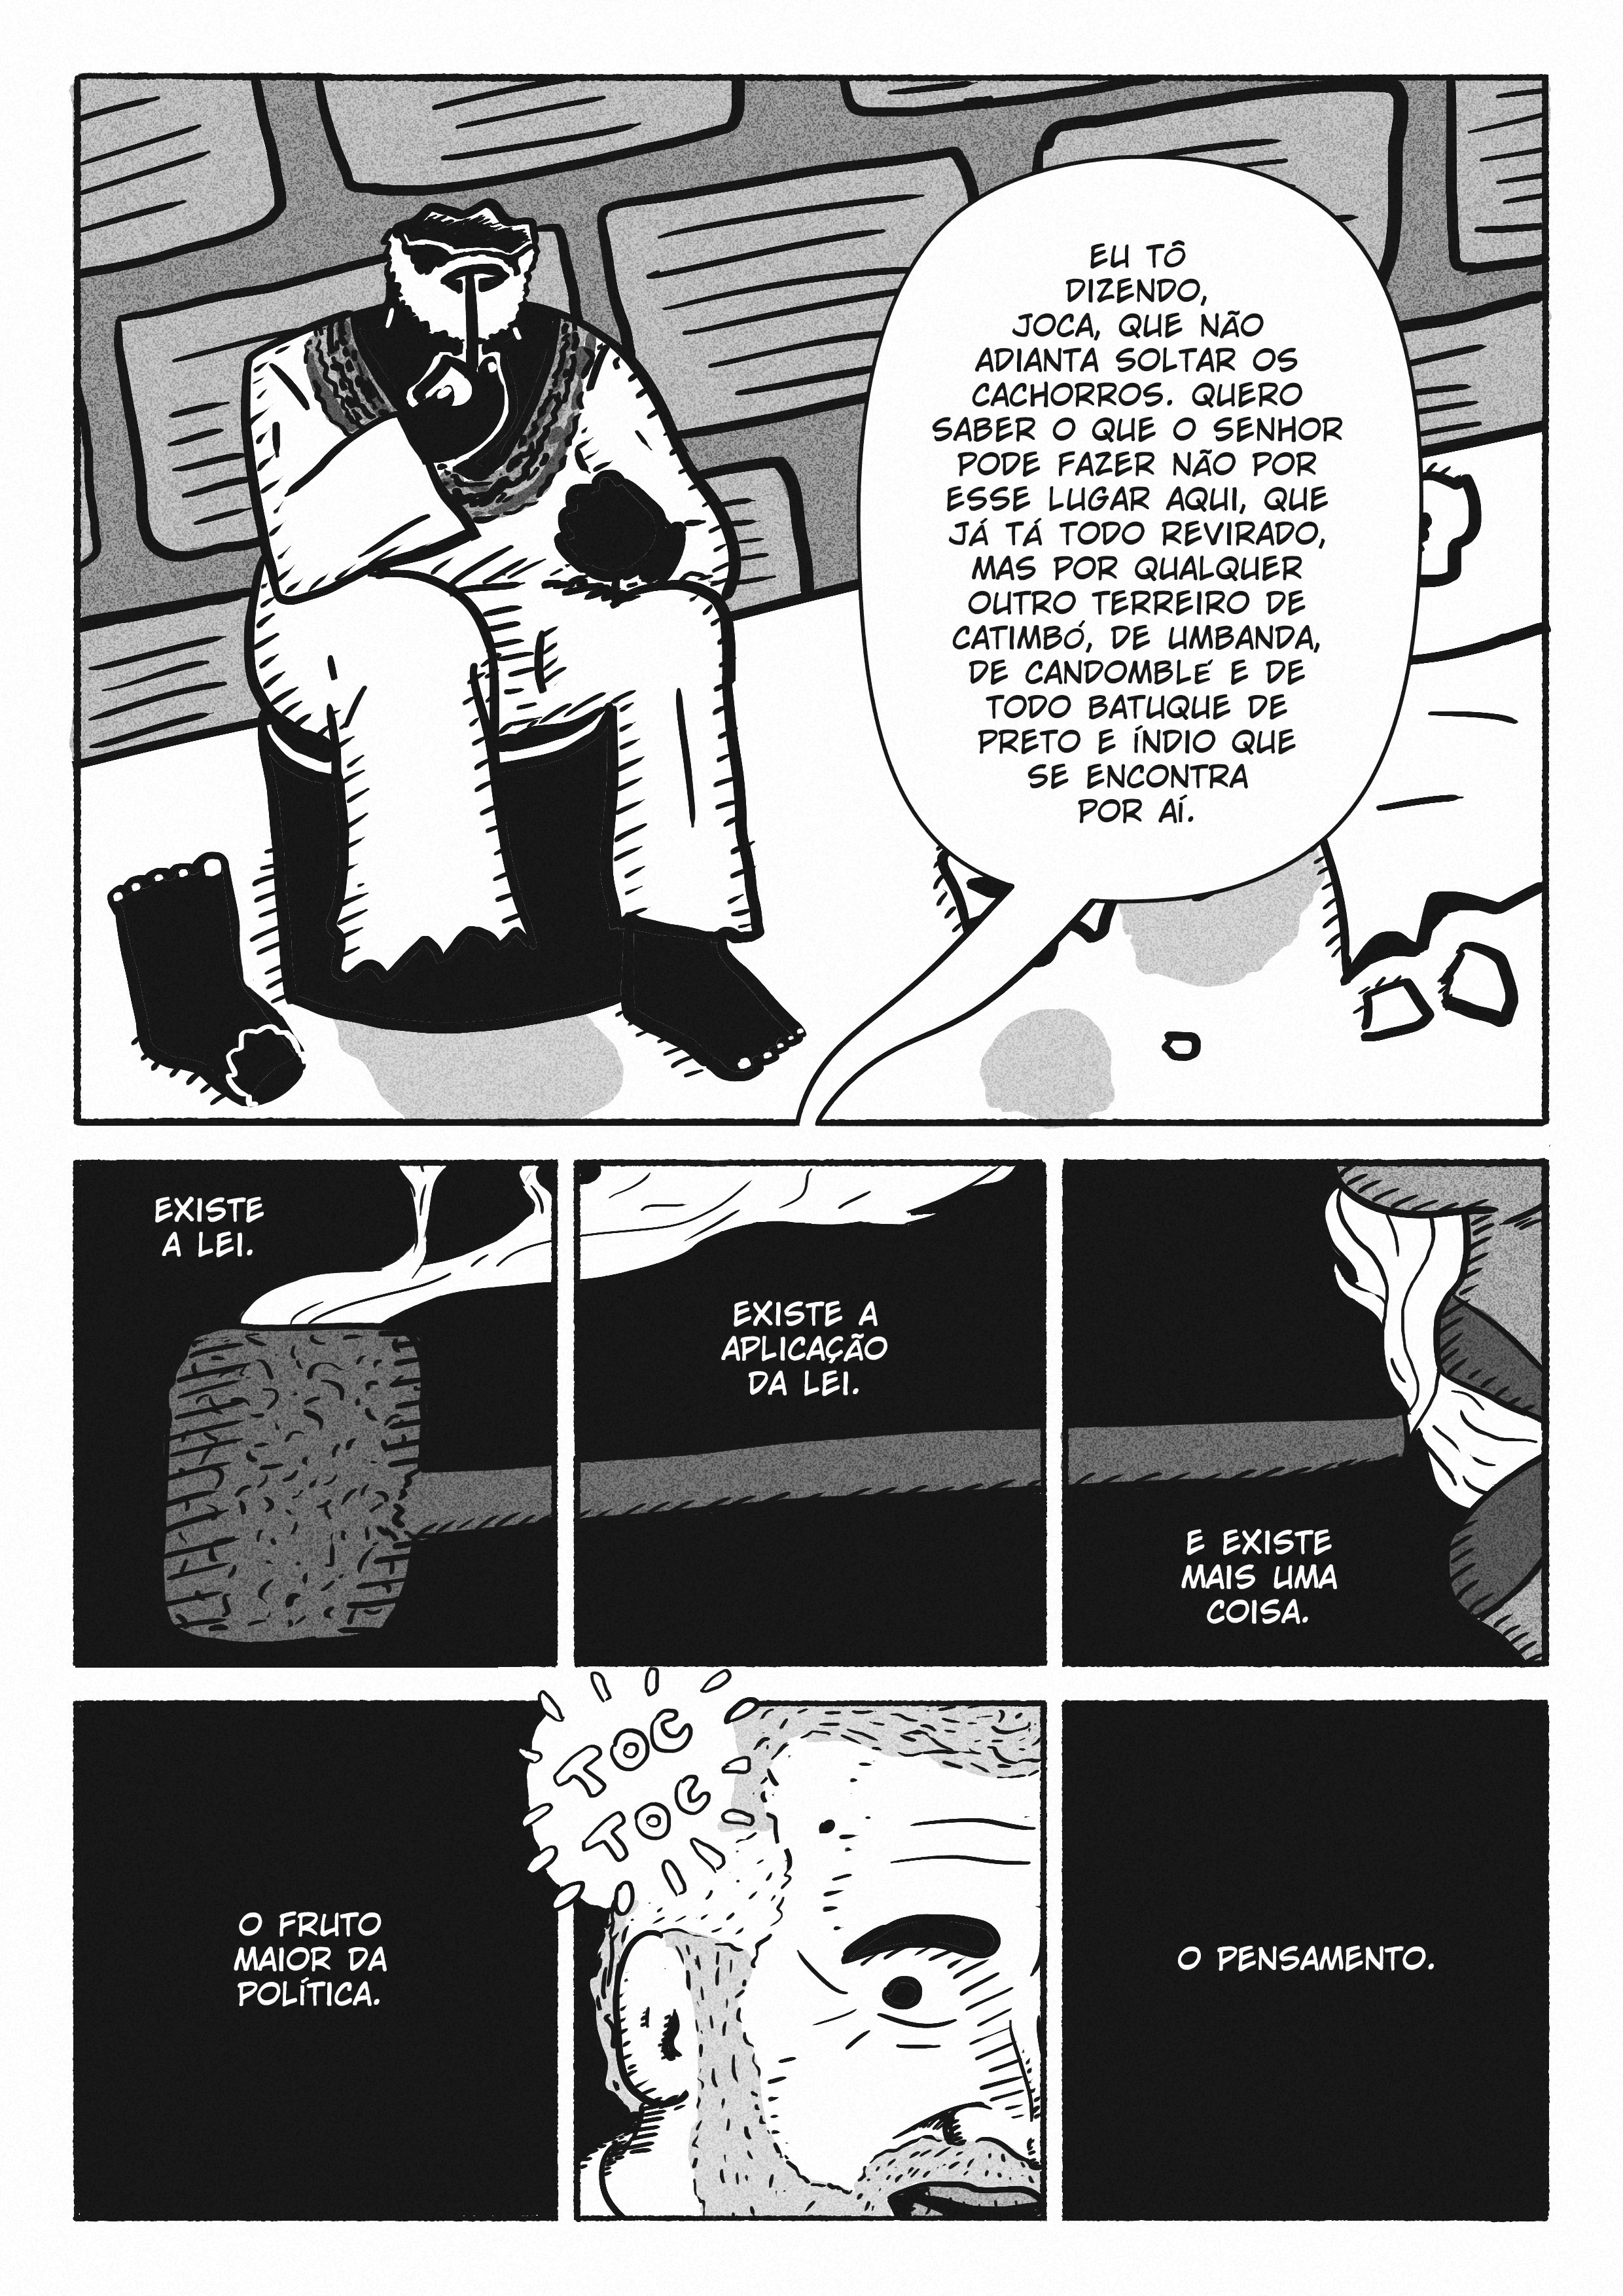 EU TÔ
DIZENDO,
JOCA, QUE NÃO
ADIANTA SOLTAR OS
CACHORROS. QUERO
SABER O QUE O SENHOR
PODE FAZER NÃO POR
ESSE LUGAR AQUI, QUE
JÁ TÁ TODO REVIRADO,
MAS POR QUALQUER
OUTRO TERREIRO DE
CATIMBÓ, DE UMBANDA,
DE CANDOMBLÉ E DE
TODO BATUQUE DE
PRETO E ÍNDIO QUE
SE ENCONTRA
POR AÍ.
EXISTE
A LEI.
EXISTE A
APLICAÇÃO
DA LEI.
E EXISTE
MAIS UMA
COISA.
O FRUTO
MAIOR DA
POLÍTICA.
TOC
TOC
O PENSAMENTO.